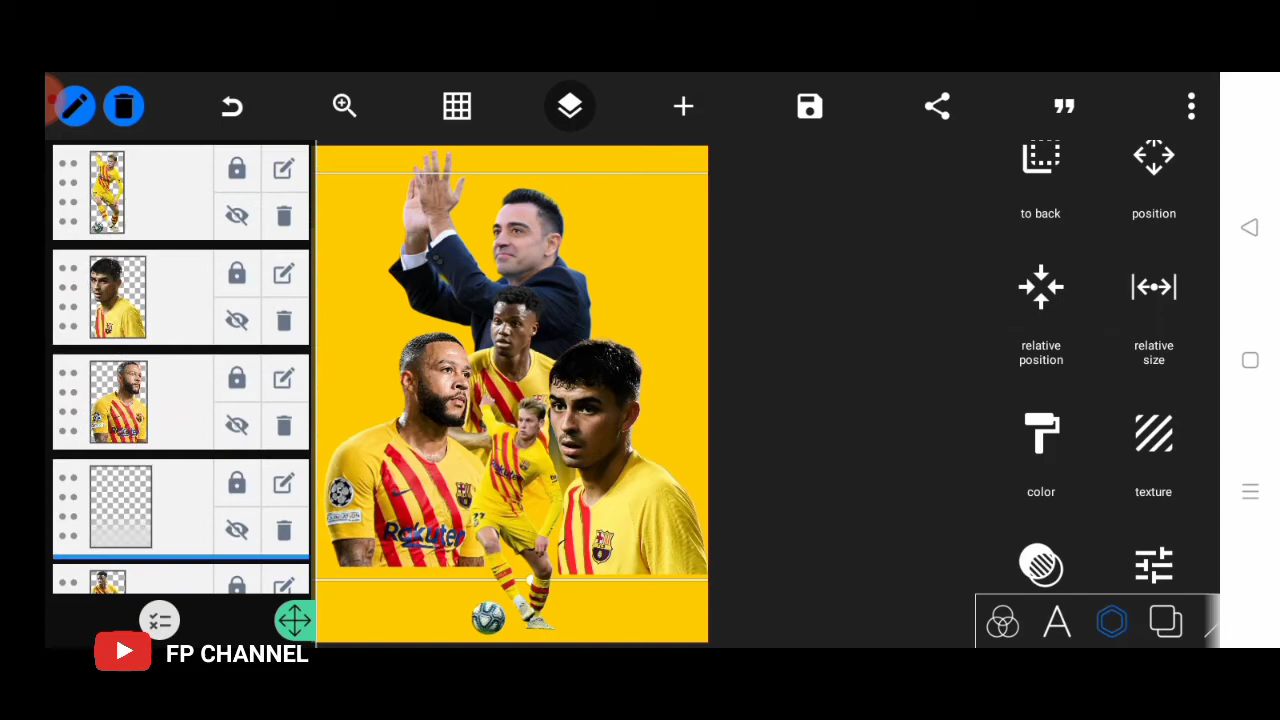 to back
position
relative
position
relative
size
color
texture
Rakuten
FP CHANNEL